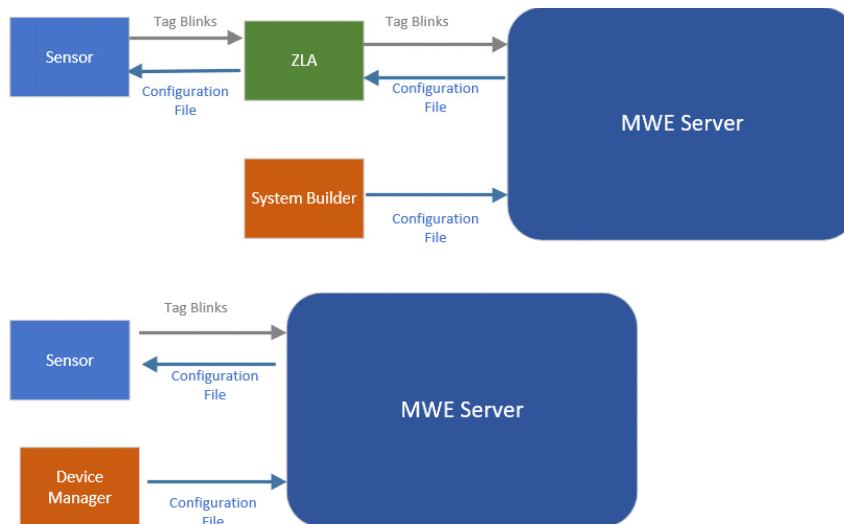 Tag Blinks
Tag Blinks
Sensor
ZLA
Configuration
File
Configuration
File
MWE Server
System Builder
Configuration
File
Tag Blinks
Sensor
Configuration
File
MWE Server
Device
Manager
Configuration
File